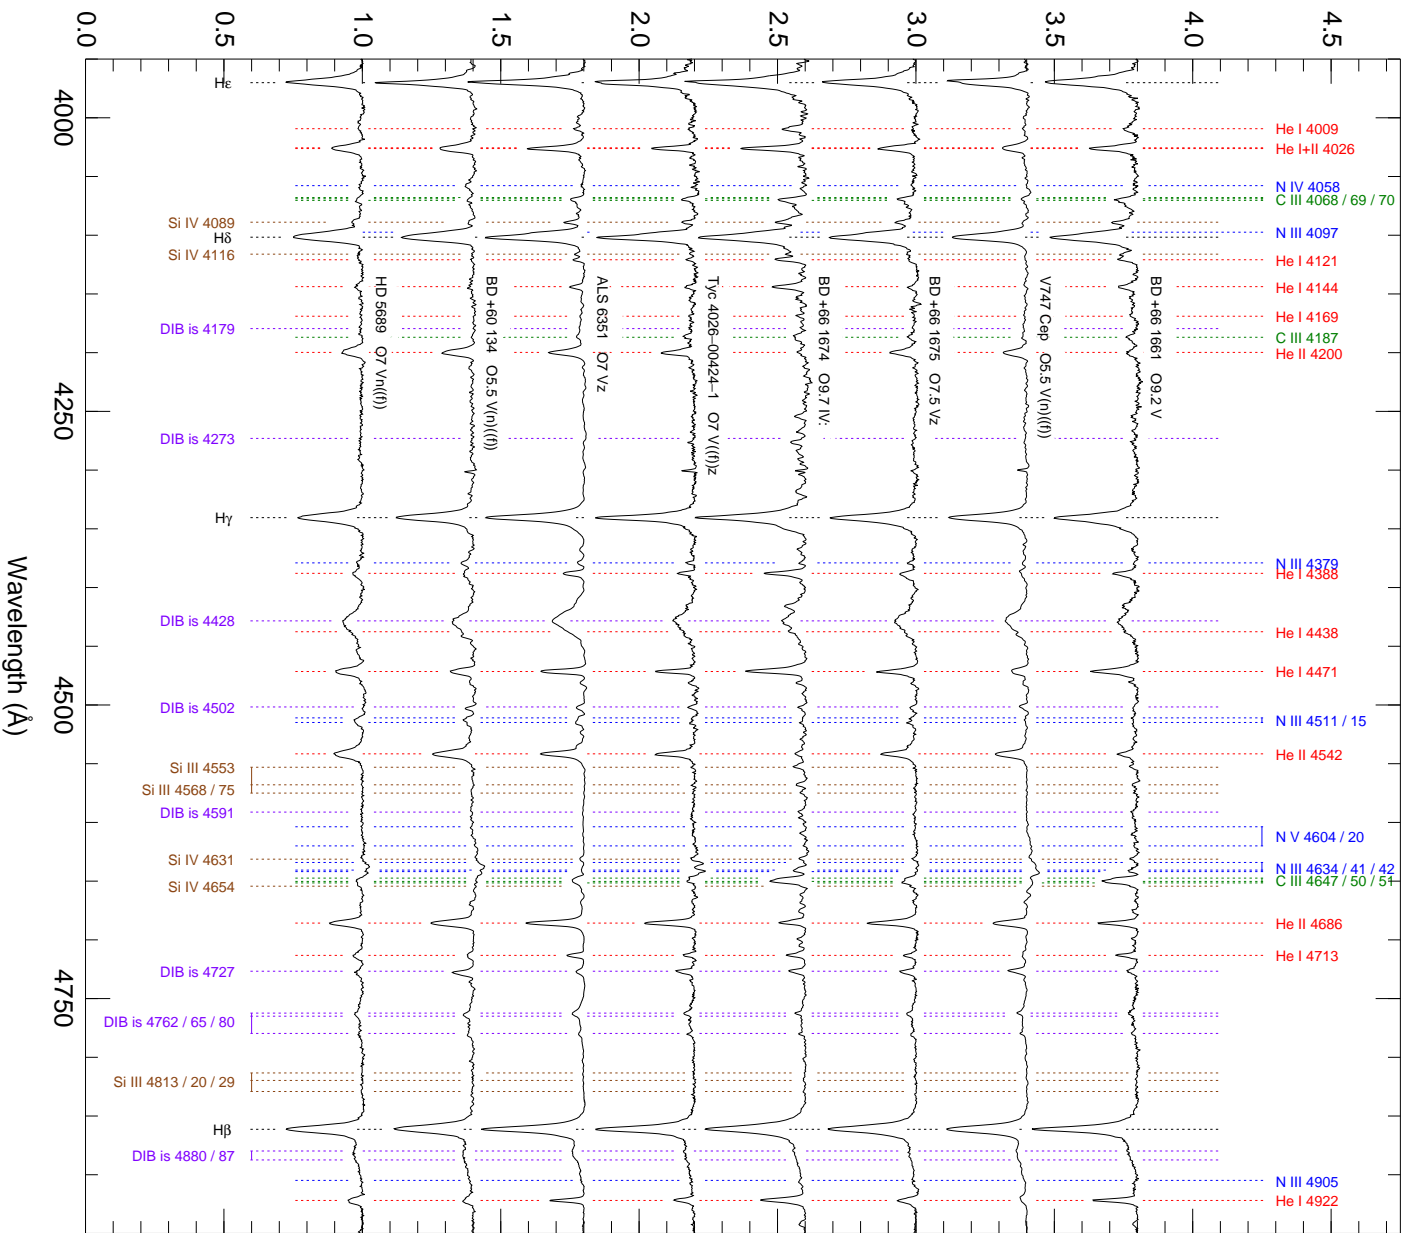 0.0
0.5
1.0
1.5
2.0
2.5
3.0
3.5
4.0
4.5
4000
4250
4500
4750
Wavelength (Å)
Hε
Si IV 4089
Hδ
Si IV 4116
DIB is 4179
DIB is 4273
Hγ
DIB is 4428
DIB is 4502
Si III 4553
Si III 4568 / 75
DIB is 4591
Si IV 4631
Si IV 4654
DIB is 4727
DIB is 4762 / 65 / 80
Si III 4813 / 20 / 29
Hβ
DIB is 4880 / 87
HD 5689 O7 Vn((f))
BD +60 134 O5.5 V(n)((f))
ALS 6351 O7 Vz
Tyc 4026−00424−1 O7 V((f))z
BD +66 1674 O9.7 IV:
BD +66 1675 O7.5 Vz
V747 Cep O5.5 V(n)((f))
BD +66 1661 O9.2 V
He I 4009
He I+II 4026
N IV 4058
C III 4068 / 69 / 70
N III 4097
He I 4121
He I 4144
He I 4169
C III 4187
He II 4200
N III 4379
He I 4388
He I 4438
He I 4471
N III 4511 / 15
He II 4542
N V 4604 / 20
N III 4634 / 41 / 42
C III 4647 / 50 / 51
He II 4686
He I 4713
N III 4905
He I 4922